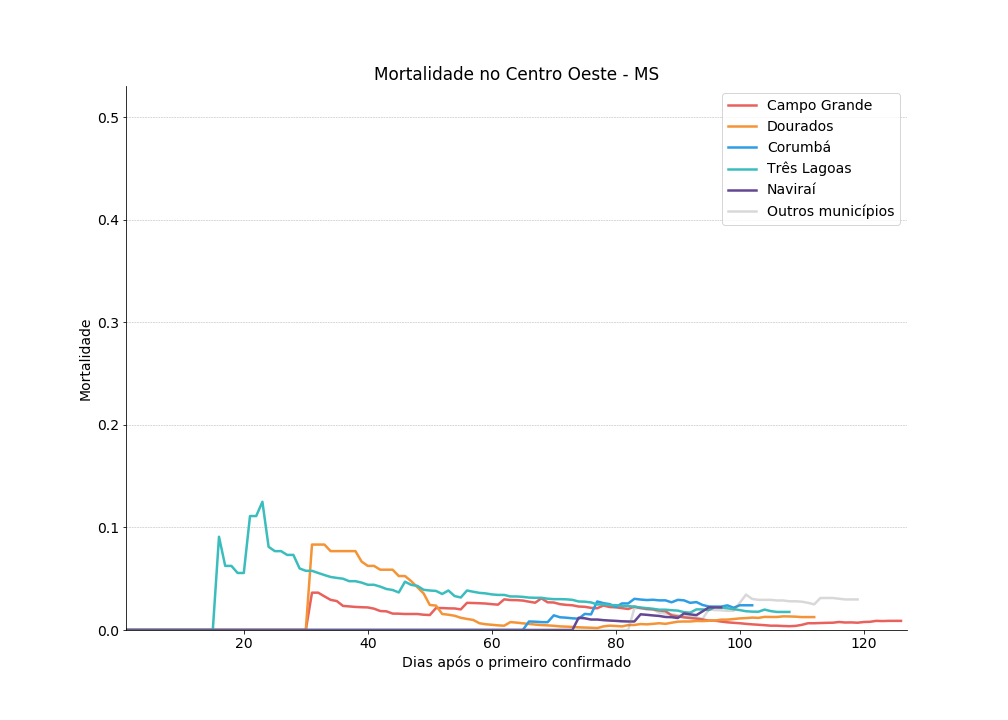 Mortalidade no Centro Oeste - MS
Campo Grande
Dourados
Corumbá
Três Lagoas
Naviraí
Outros municípios
Mortalidade
0.5
0.4
0.3
0.2
0.1
0.0
20 40 60 80 100 120
Dias após o primeiro confirmado